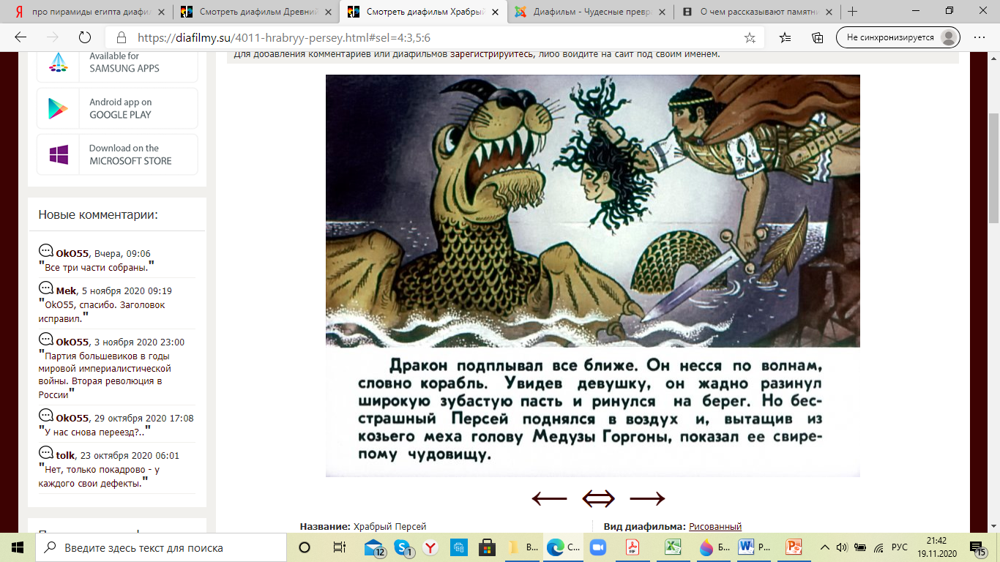 про пирамиды египта диафил
Смотреть диафильм Древний
Смотреть диафильм Храбрый
Диафильм - Чудесные превр
О чем рассказывают памятни
https://diafilmy.su/4011-hrabryy-persey.html#sel=4:3,5:6
Не синхронизируется
Для добавления комментариев или диафильмов зарегистрируйтесь, либо войдите на сайт под своим именем.
Available for
SAMSUNG APPS
Android app on
GOOGLE PLAY
Download on the
MICROSOFT STORE
Новые комментарии:
OkO55, Вчера, 09:06
"Все три части собраны."
Mek, 5 ноября 2020 09:19
"OkO55, спасибо. Заголовок
исправил."
OkO55, 3 ноября 2020 23:00
"Партия большевиков в годы
мировой империалистической
войны. Вторая революция в
России"
OkO55, 29 октября 2020 17:08
"У нас снова переезд?.."
tolk, 23 октября 2020 06:01
"Нет, только покадрово - у
каждого свои дефекты."
Дракон подплывал все ближе. Он несся по волнам,
словно корабль. Увидев девушку, он жадно разинул
широкую зубастую пасть и ринулся на берег. Но бес-
страшный Персей поднялся в воздух и, вытащив из
козьего меха голову Медузы Горгоны, показал ее свире-
пому чудовищу.
Название: Храбрый Персей
Вид диафильма: Рисованный
Введите здесь текст для поиска
12
1
В...
С...
Б...
Р...
РУС
21:42
19.11.2020
15